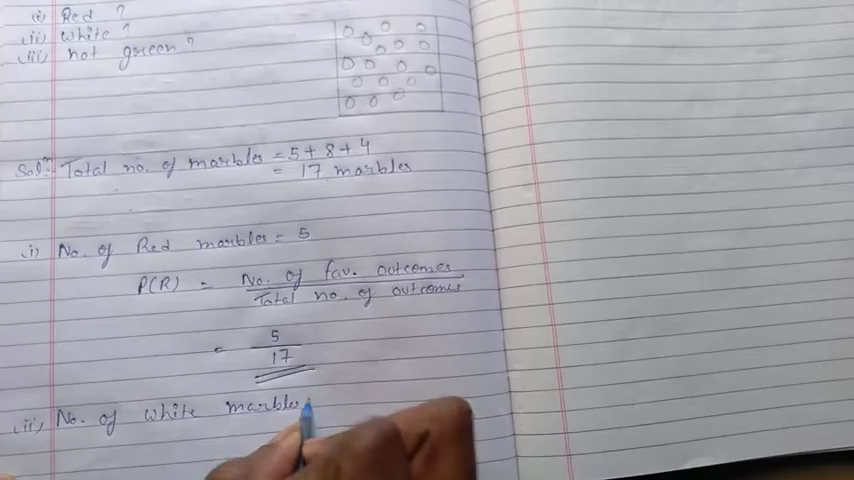 (i) Red ?
(ii) White ?
(iii) not green ?
Solⁿ:- Total no. of marbles = 5 + 8 + 4
= 17 marbles
(i) No. of Red marbles = 5
P(R) = No. of fav. outcomes
Total no. of outcomes
= 5
17
(ii) No. of white marbles